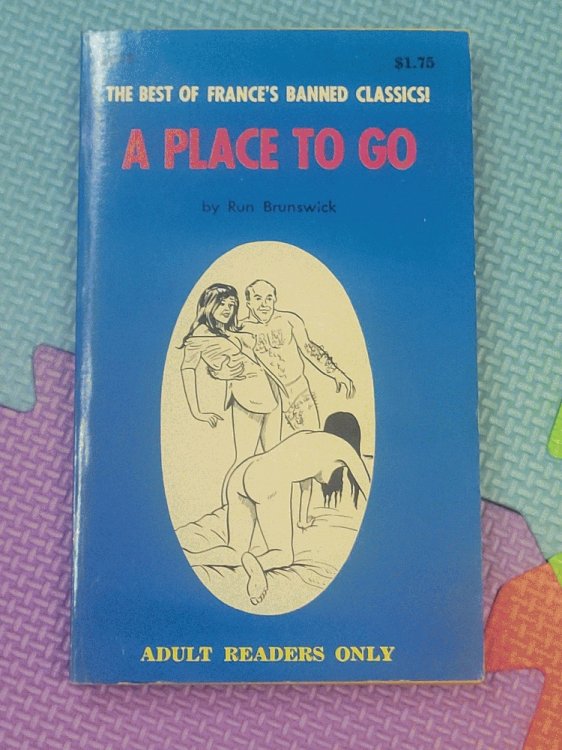 $1.75
THE BEST OF FRANCE'S BANNED CLASSICS!
A PLACE TO GO
by Run Brunswick
ADULT READERS ONLY